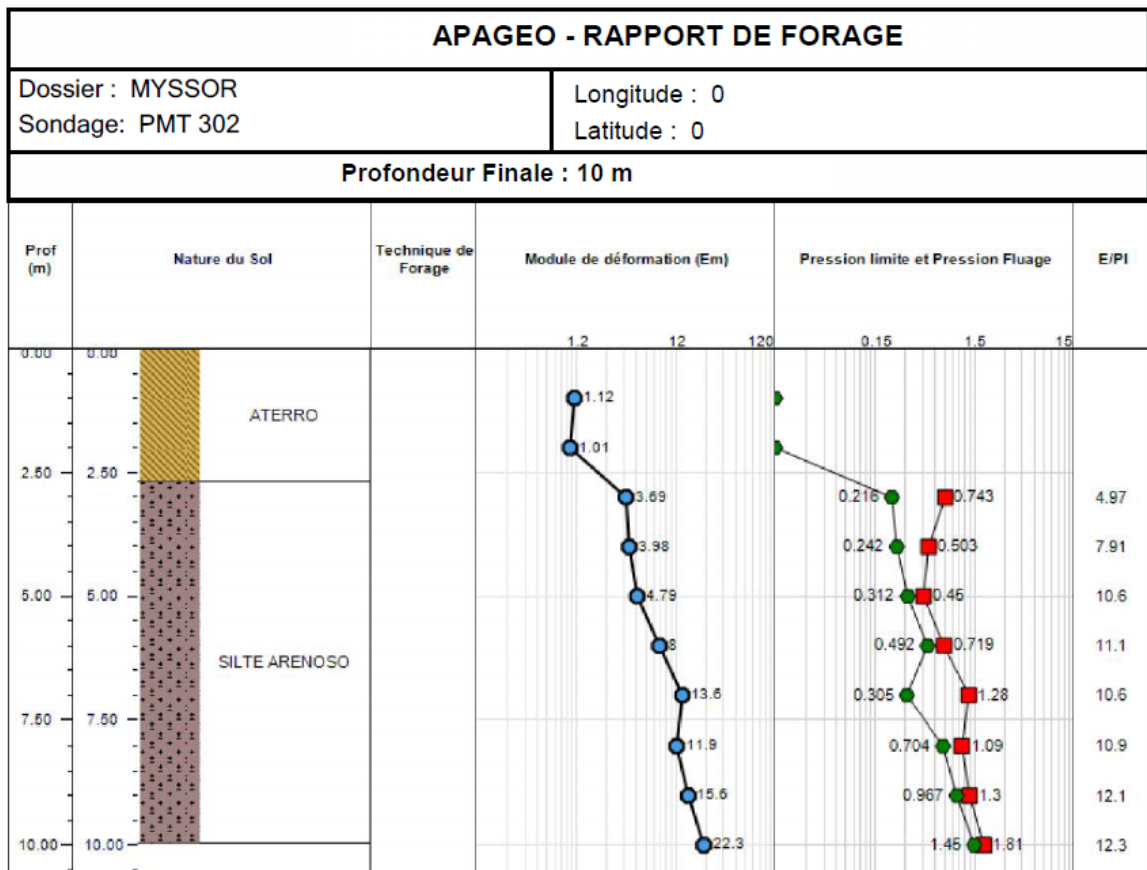 APAGEO - RAPPORT DE FORAGE
Dossier : MYSSOR
Sondage: PMT 302
Longitude : 0
Latitude : 0
Profondeur Finale : 10 m
Prof
(m)
Nature du Sol
Technique de
Forage
Module de déformation (Em)
Pression limite et Pression Fluage
E/Pl
1.2 12 120 0.15 1.5 15
0.00 0.00
1.12
ATERRO
1.01
2.50 2.50
3.69 0.216 0.743 4.97
3.98 0.242 0.503 7.91
5.00 5.00 4.79 0.312 0.45 10.6
8 0.492 0.719 11.1
SILTE ARENOSO
13.6 0.305 1.28 10.6
7.50 7.50
11.9 0.704 1.09 10.9
15.6 0.967 1.3 12.1
10.00 10.00 22.3 1.45 1.81 12.3